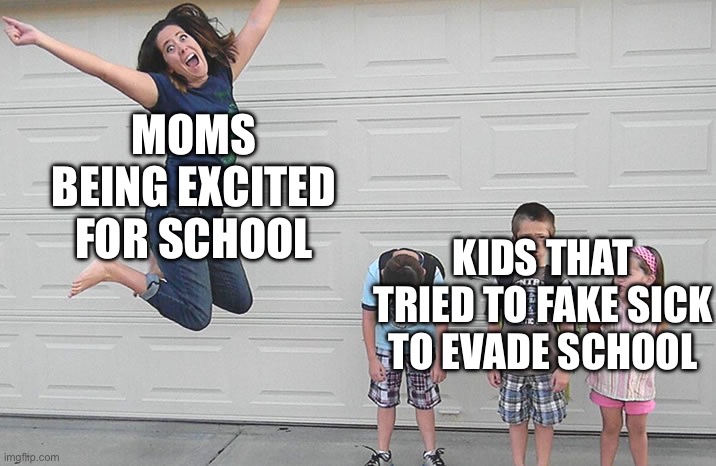 MOMS
BEING EXCITED
FOR SCHOOL
KIDS THAT
TRIED TO FAKE SICK
TO EVADE SCHOOL
imgflip.com